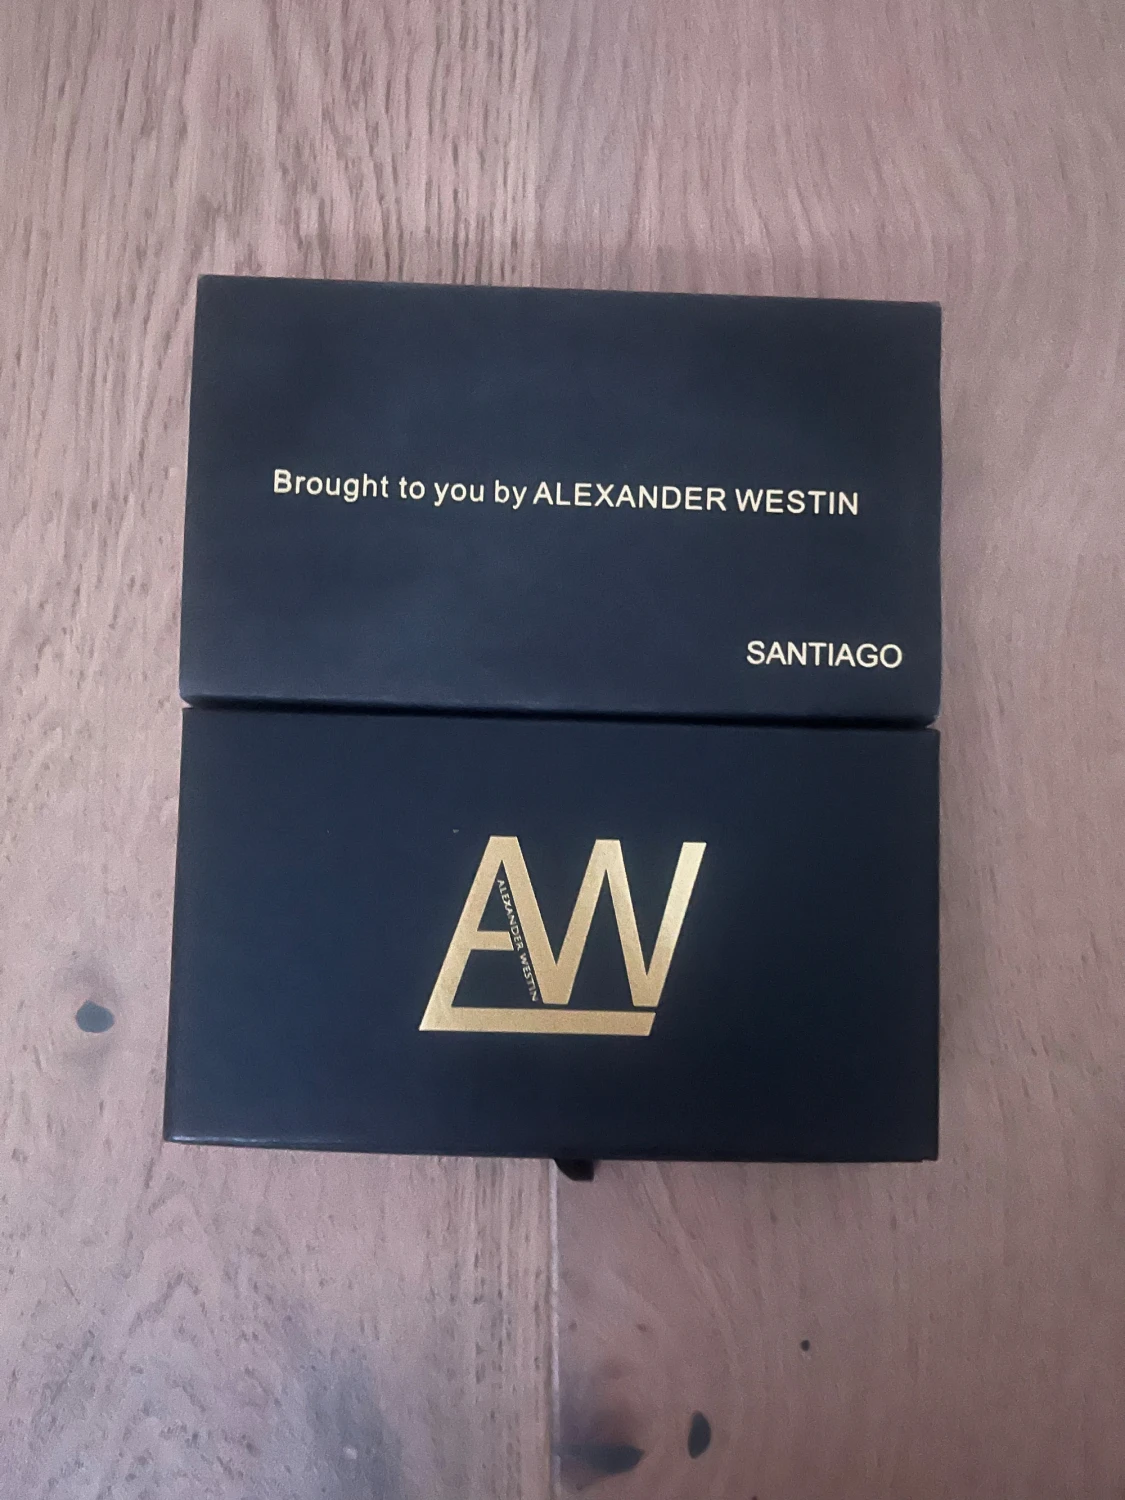 Brought to you by ALEXANDER WESTIN
SANTIAGO
AW
ALEXANDER WESTIN